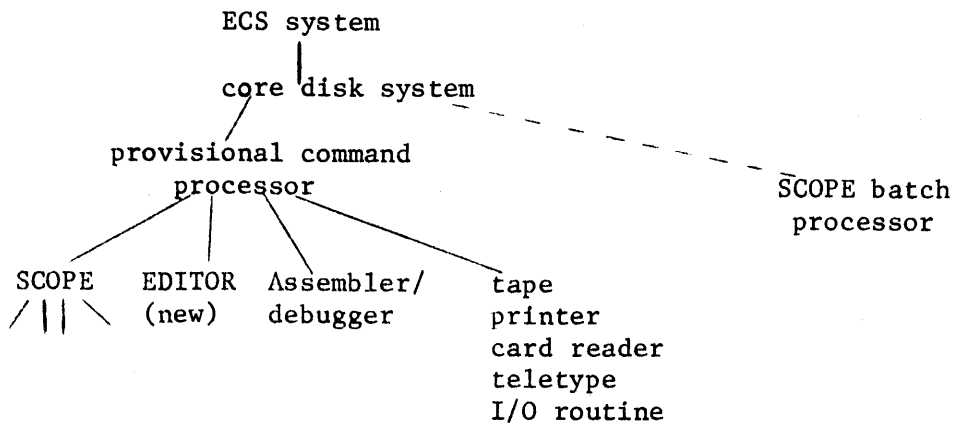 ECS system
core disk system
provisional command
processor
SCOPE batch
processor
SCOPE
EDITOR
(new)
Assembler/
debugger
tape
printer
card reader
teletype
I/O routine